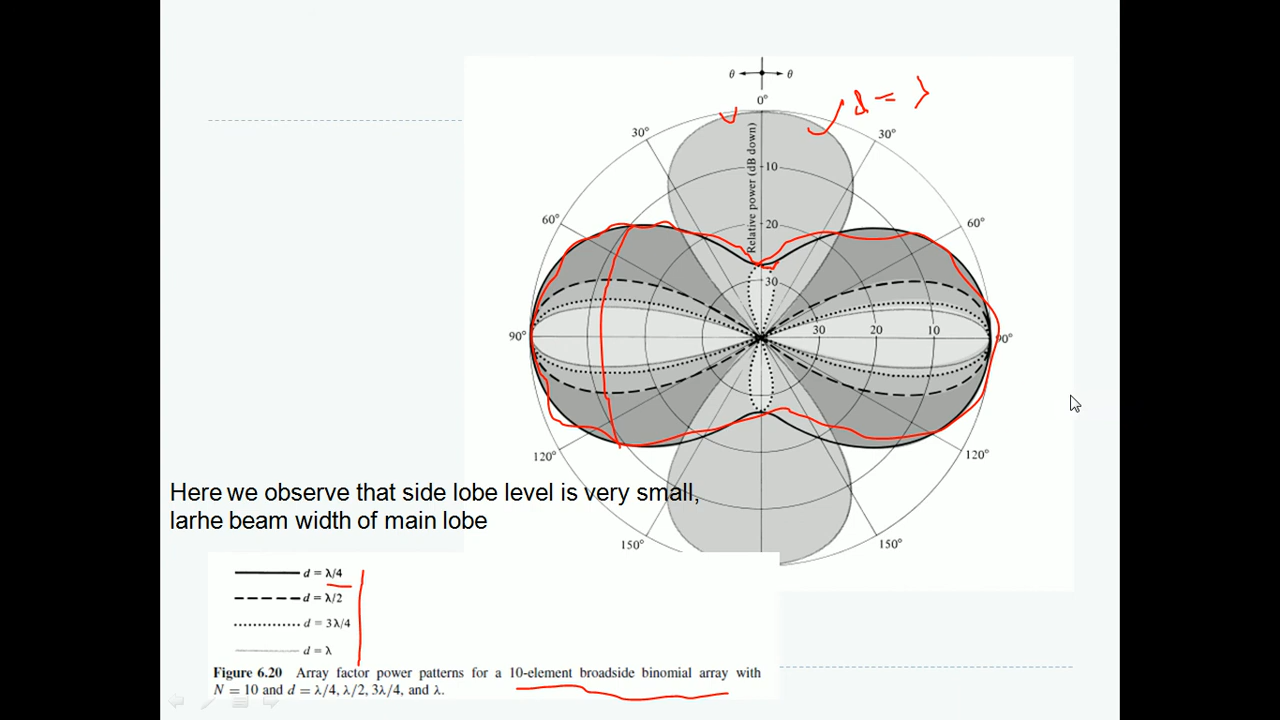 θ θ
0°
d = λ
30° 30°
Relative power (dB down)
10
60° 60°
20
30
90° 30 20 10 90°
120° 120°
Here we observe that side lobe level is very small,
larhe beam width of main lobe
150° 150°
d = λ/4
d = λ/2
d = 3λ/4
d = λ
Figure 6.20 Array factor power patterns for a 10-element broadside binomial array with
N = 10 and d = λ/4, λ/2, 3λ/4, and λ.